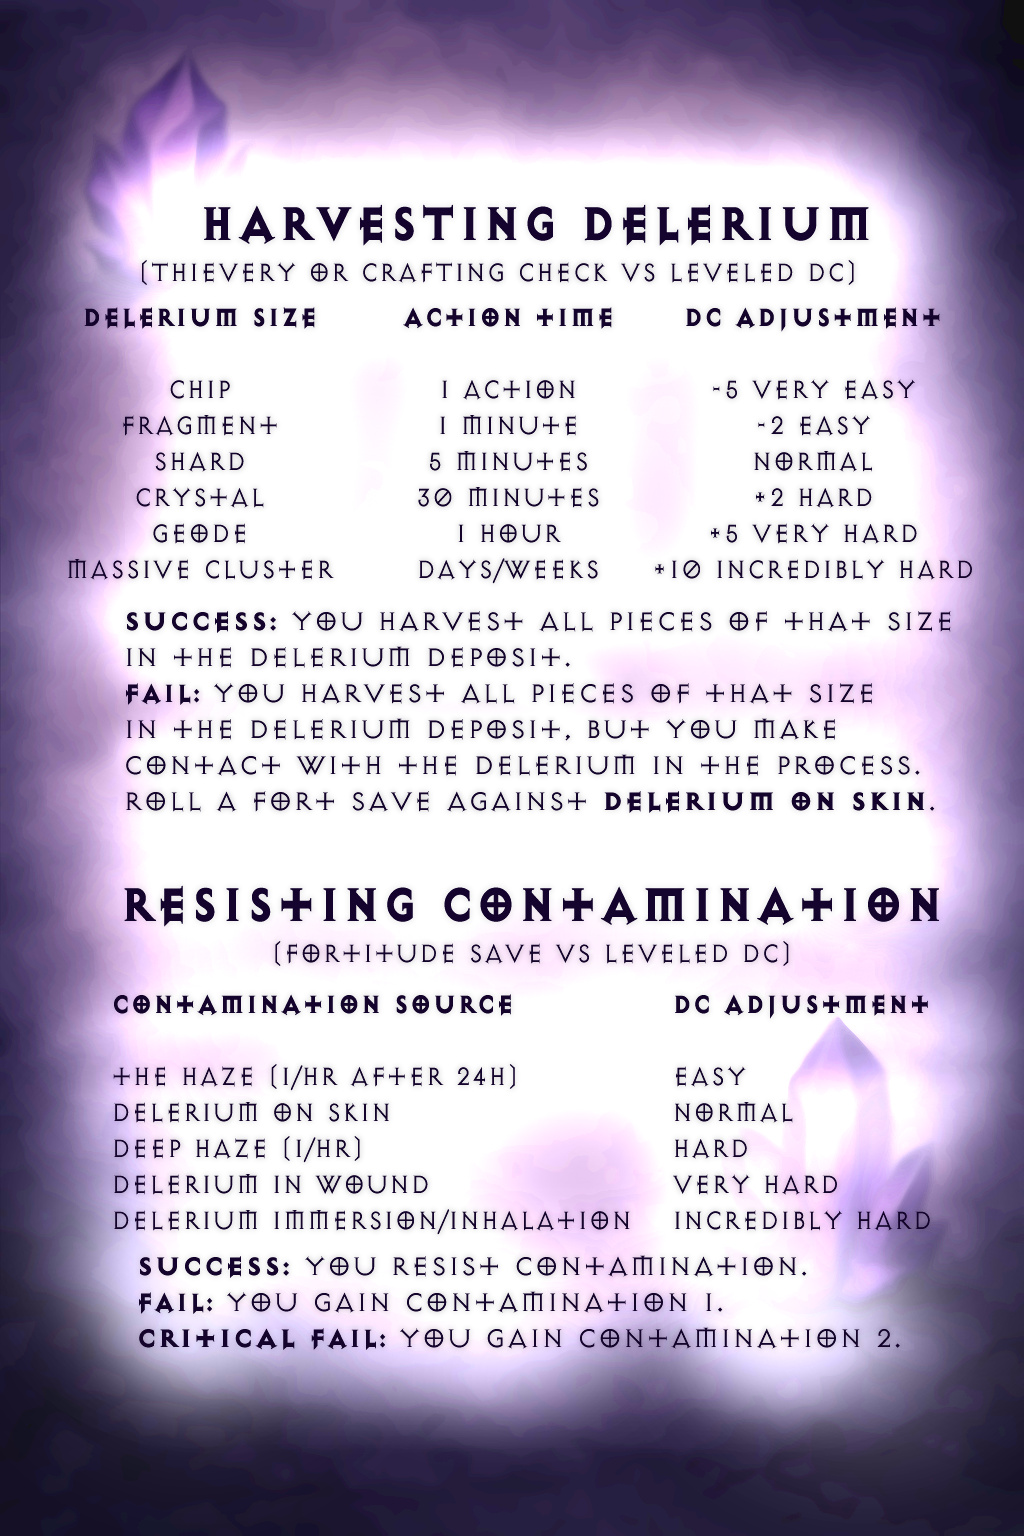 HARVESTING DELERIUM
(THIEVERY OR CRAFTING CHECK VS LEVELED DC)
DELERIUM SIZE ACTION TIME DC ADJUSTMENT
CHIP 1 ACTION -5 VERY EASY
FRAGMENT 1 MINUTE -2 EASY
SHARD 5 MINUTES NORMAL
CRYSTAL 30 MINUTES +2 HARD
GEODE 1 HOUR +5 VERY HARD
MASSIVE CLUSTER DAYS/WEEKS +10 INCREDIBLY HARD
SUCCESS: YOU HARVEST ALL PIECES OF THAT SIZE
IN THE DELERIUM DEPOSIT.
FAIL: YOU HARVEST ALL PIECES OF THAT SIZE
IN THE DELERIUM DEPOSIT, BUT YOU MAKE
CONTACT WITH THE DELERIUM IN THE PROCESS.
ROLL A FORT SAVE AGAINST DELERIUM ON SKIN.
RESISTING CONTAMINATION
(FORTITUDE SAVE VS LEVELED DC)
CONTAMINATION SOURCE DC ADJUSTMENT
THE HAZE (1/HR AFTER 24H) EASY
DELERIUM ON SKIN NORMAL
DEEP HAZE (1/HR) HARD
DELERIUM IN WOUND VERY HARD
DELERIUM IMMERSION/INHALATION INCREDIBLY HARD
SUCCESS: YOU RESIST CONTAMINATION.
FAIL: YOU GAIN CONTAMINATION 1.
CRITICAL FAIL: YOU GAIN CONTAMINATION 2.